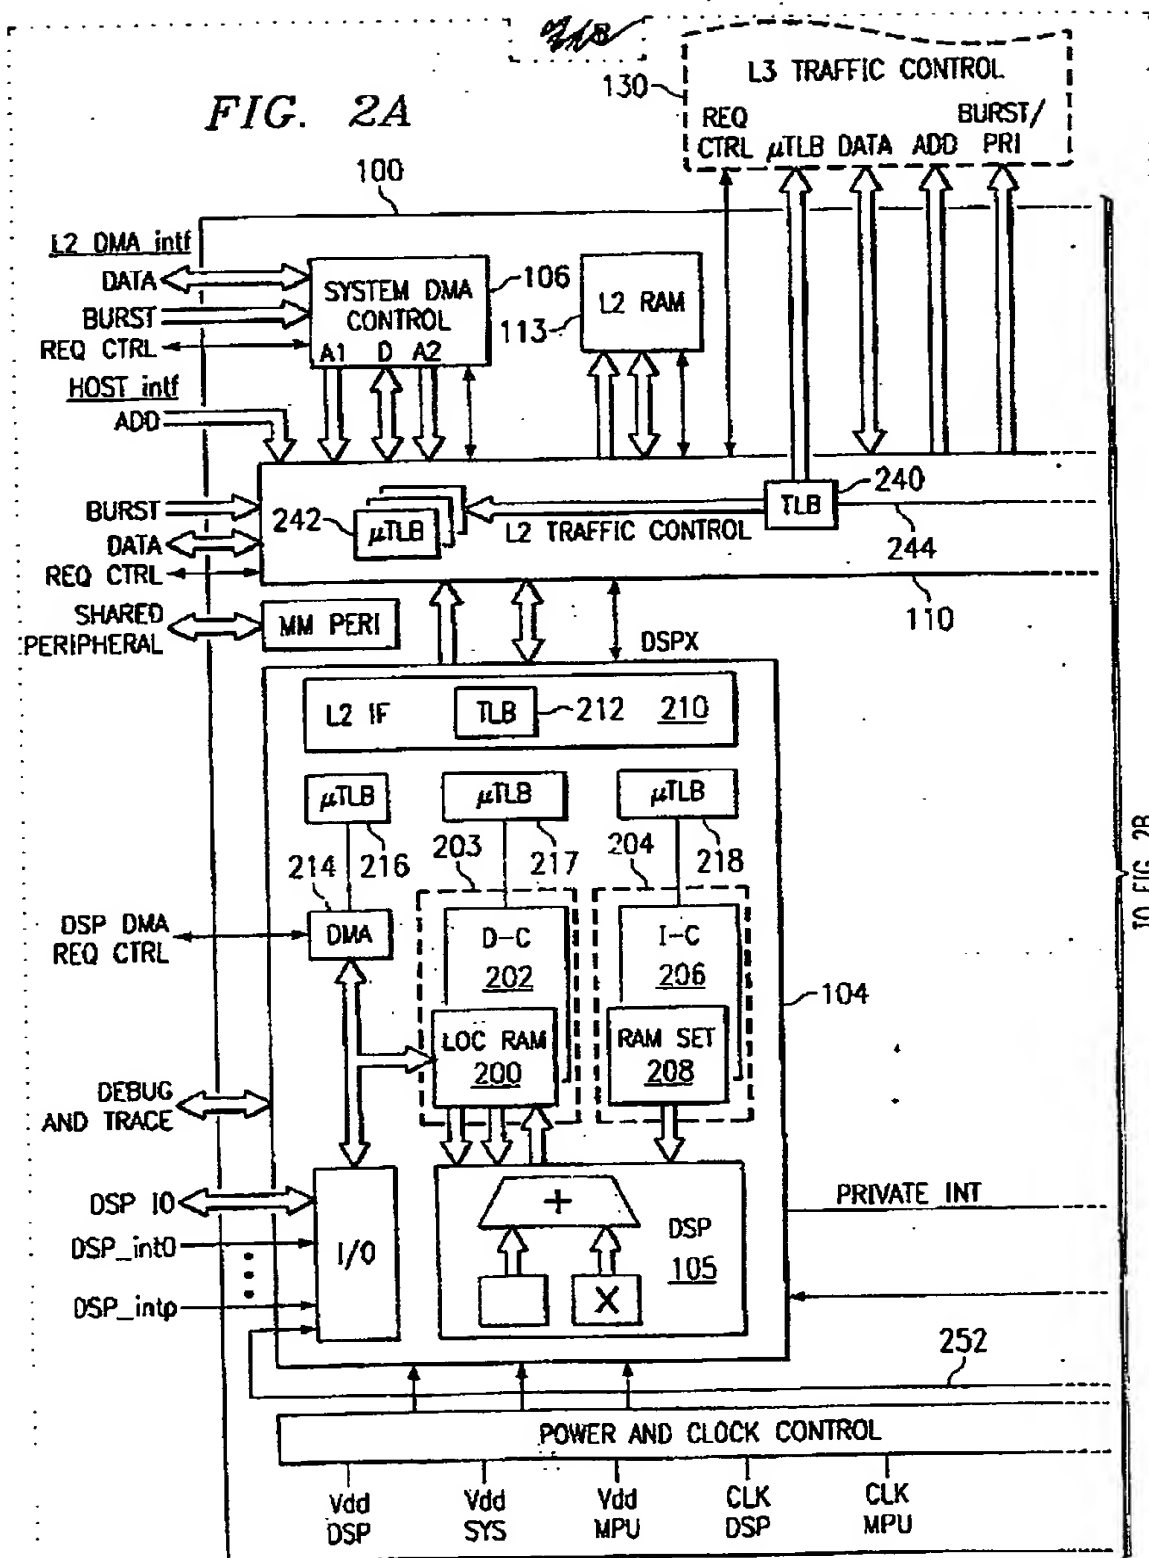 FIG. 2A
130
L3 TRAFFIC CONTROL
REQ CTRL
μTLB
DATA
ADD
BURST/
PRI
100
L2 DMA intf
DATA
BURST
REQ CTRL
SYSTEM DMA
CONTROL
A1 D A2
106
L2 RAM
113
HOST intf
ADD
BURST
DATA
REQ CTRL
242
μTLB
L2 TRAFFIC CONTROL
TLB
240
244
110
SHARED
PERIPHERAL
MM PERI
DSPX
L2 IF
TLB
212
210
μTLB
μTLB
μTLB
214
216
203
217
204
218
DSP DMA
REQ CTRL
DMA
D-C
202
I-C
206
104
LOC RAM
200
RAM SET
208
DEBUG
AND TRACE
DSP IO
DSP_int0
DSP_intp
I/O
+
X
DSP
105
PRIVATE INT
252
POWER AND CLOCK CONTROL
Vdd
DSP
Vdd
SYS
Vdd
MPU
CLK
DSP
CLK
MPU
TO FIG. 2B